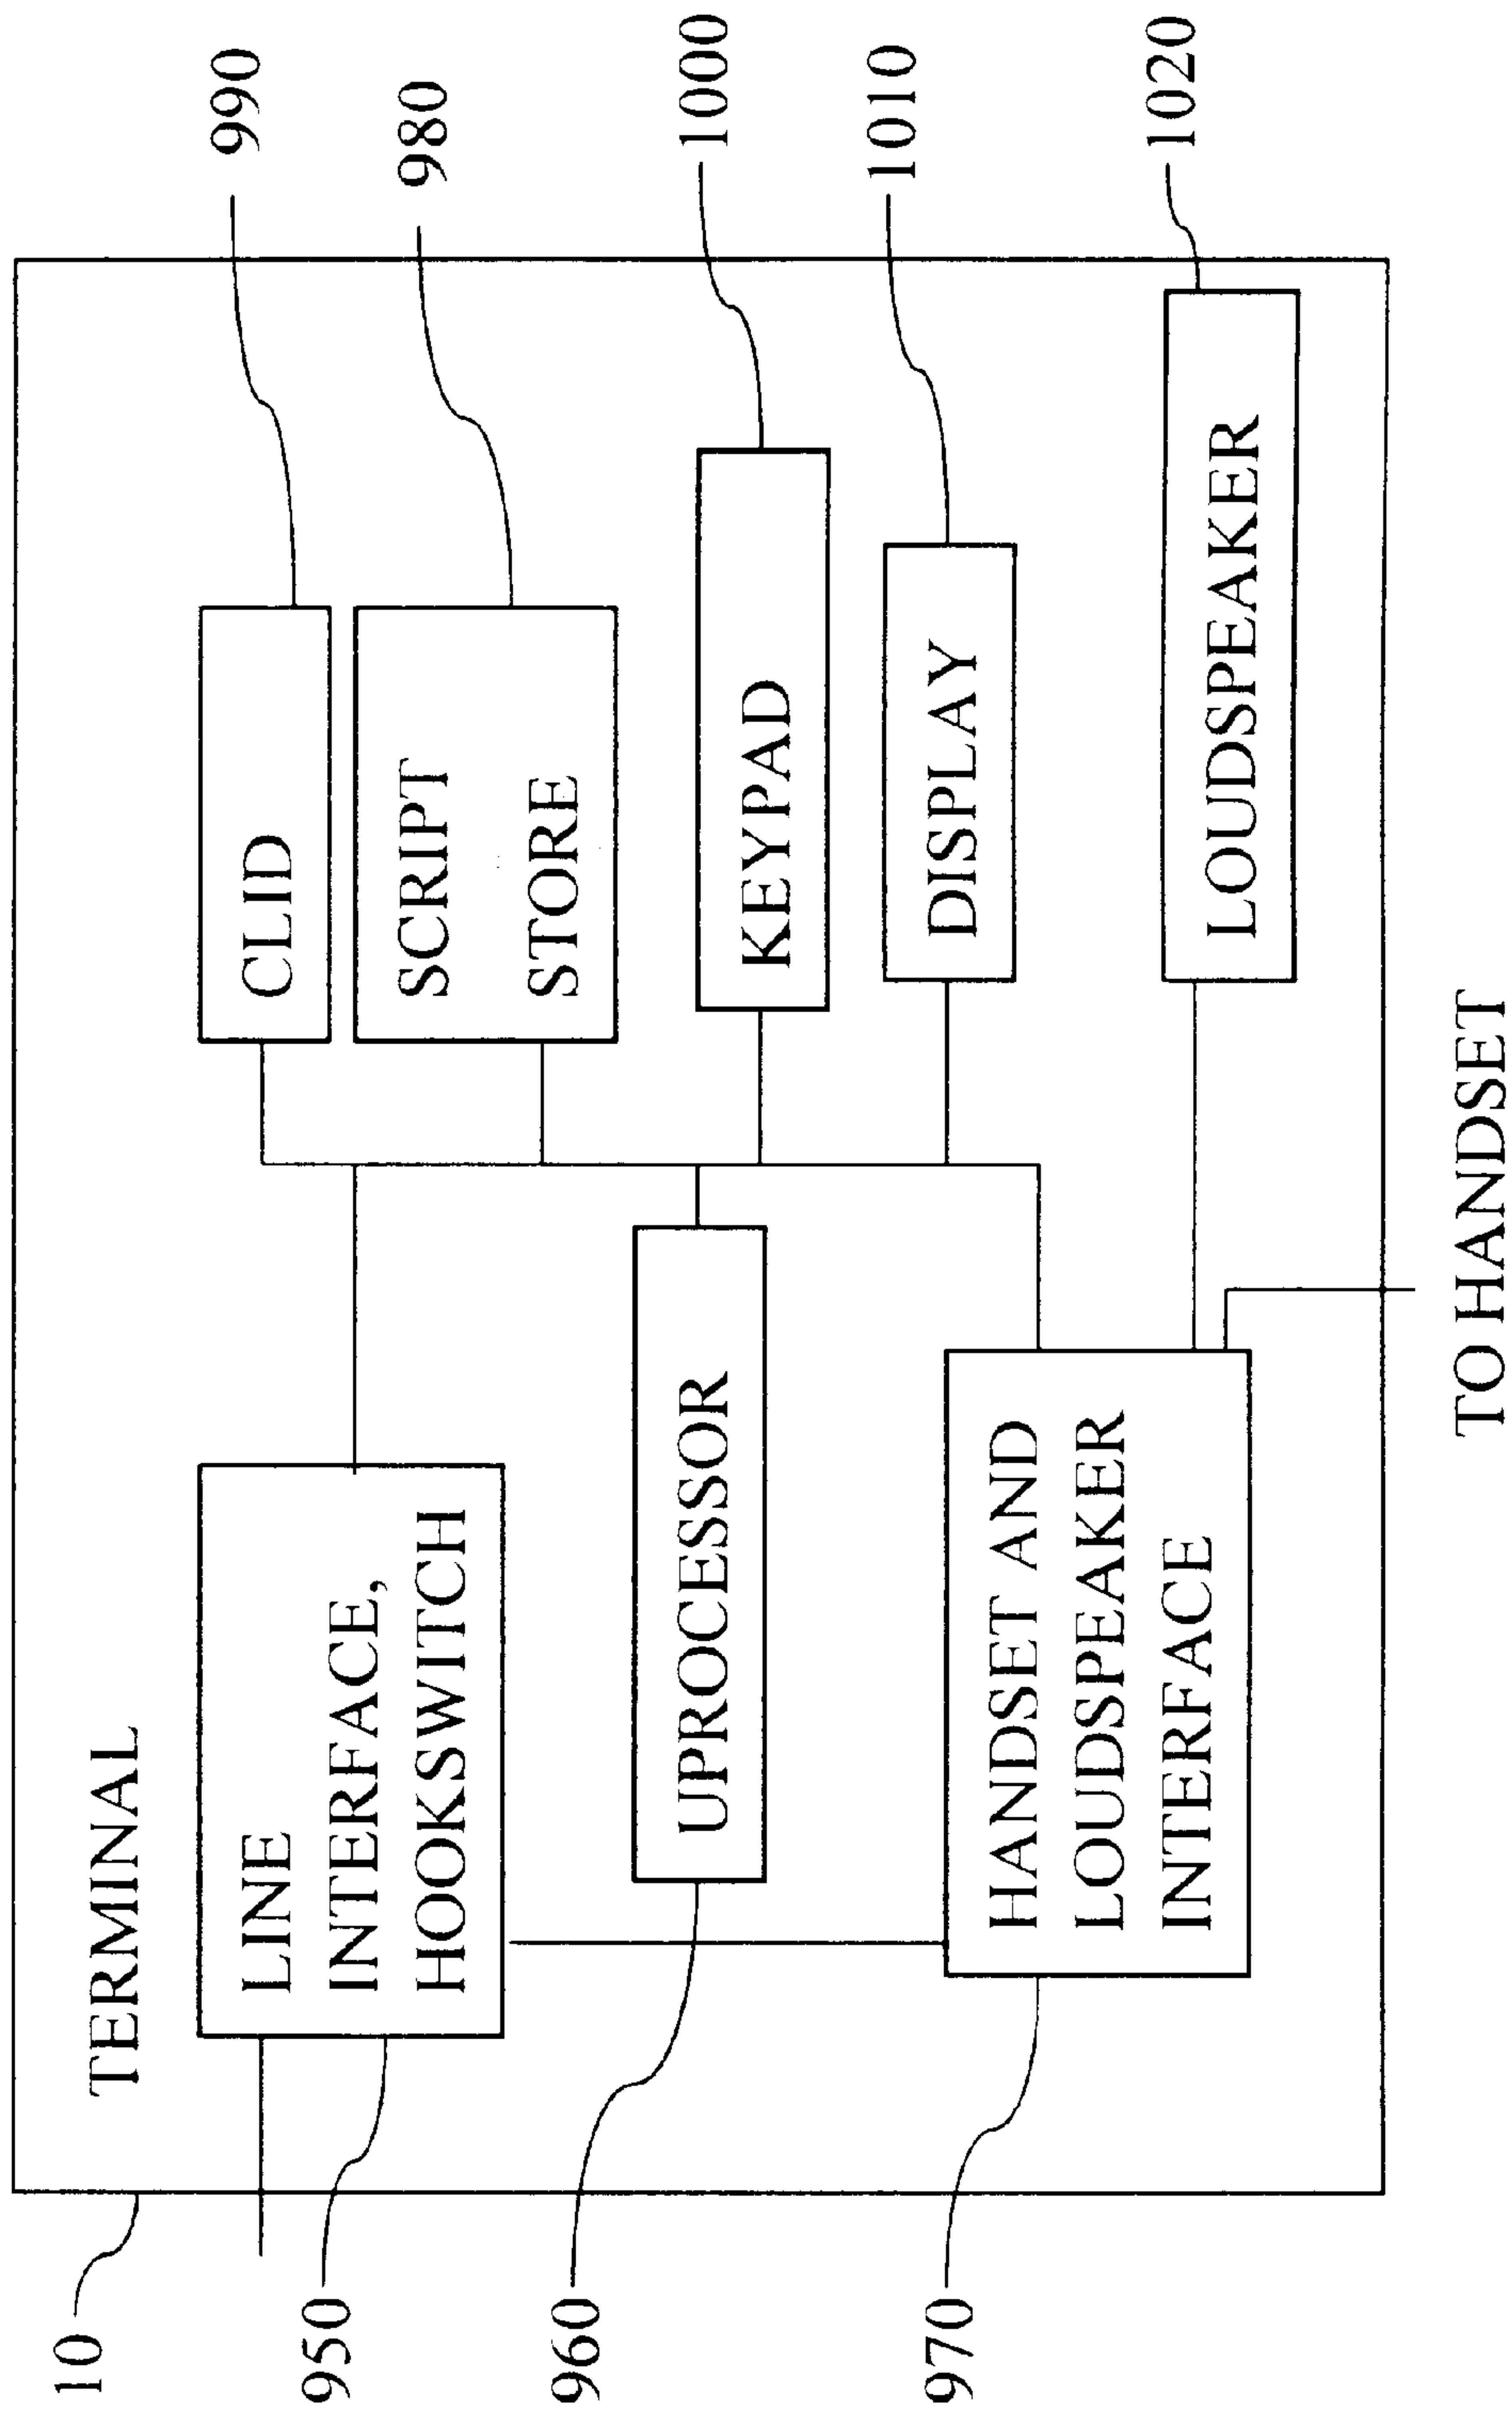 10
TERMINAL
950
LINE
INTERFACE,
HOOKSWITCH
CLID
990
SCRIPT
STORE
980
960
UPROCESSOR
KEYPAD
1000
DISPLAY
1010
970
HANDSET AND
LOUDSPEAKER
INTERFACE
LOUDSPEAKER
1020
TO HANDSET